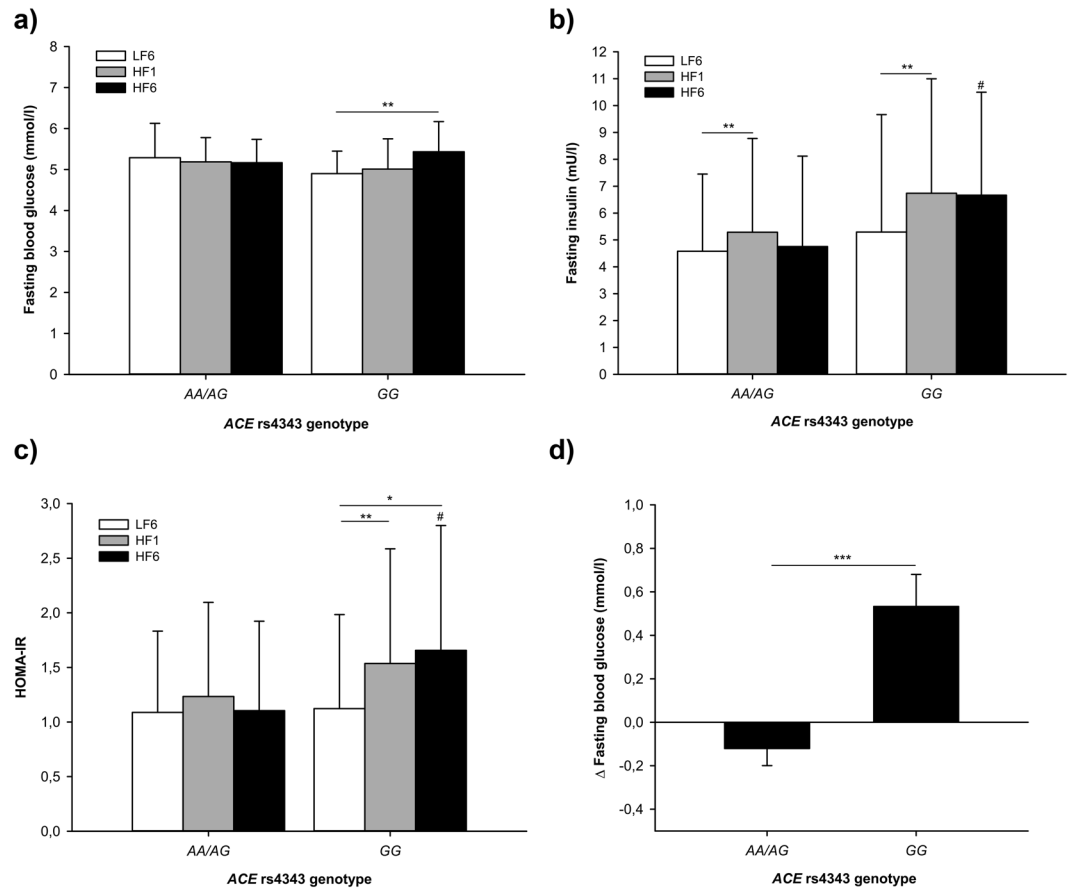 a)
8
7
6
5
4
3
2
1
0
Fasting blood glucose (mmol/l)
LF6
HF1
HF6
**
AA/AG
GG
ACE rs4343 genotype
b)
12
11
10
9
8
7
6
5
4
3
2
1
0
Fasting insulin (mU/l)
LF6
HF1
HF6
**
**
#
AA/AG
GG
ACE rs4343 genotype
c)
3,0
2,5
2,0
1,5
1,0
0,5
0,0
HOMA-IR
LF6
HF1
HF6
*
**
#
AA/AG
GG
ACE rs4343 genotype
d)
1,0
0,8
0,6
0,4
0,2
0,0
-0,2
-0,4
Δ Fasting blood glucose (mmol/l)
***
AA/AG
GG
ACE rs4343 genotype